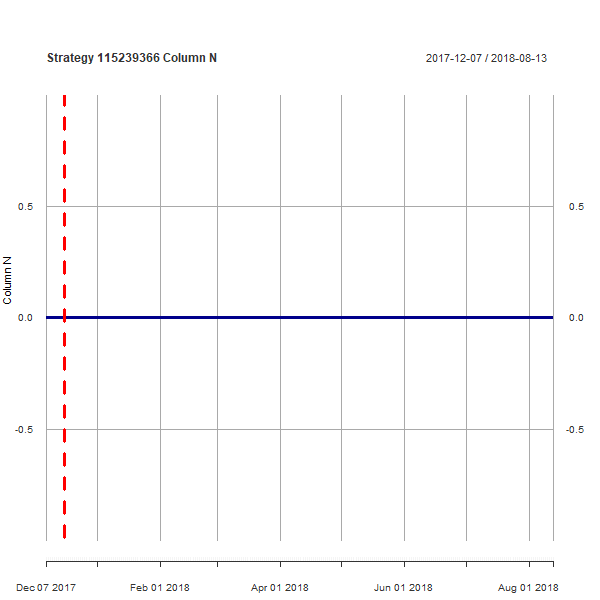 Strategy 115239366 Column N
2017-12-07 / 2018-08-13
0.5
0.5
Column N
0.0
0.0
-0.5
-0.5
Dec 07 2017
Feb 01 2018
Apr 01 2018
Jun 01 2018
Aug 01 2018